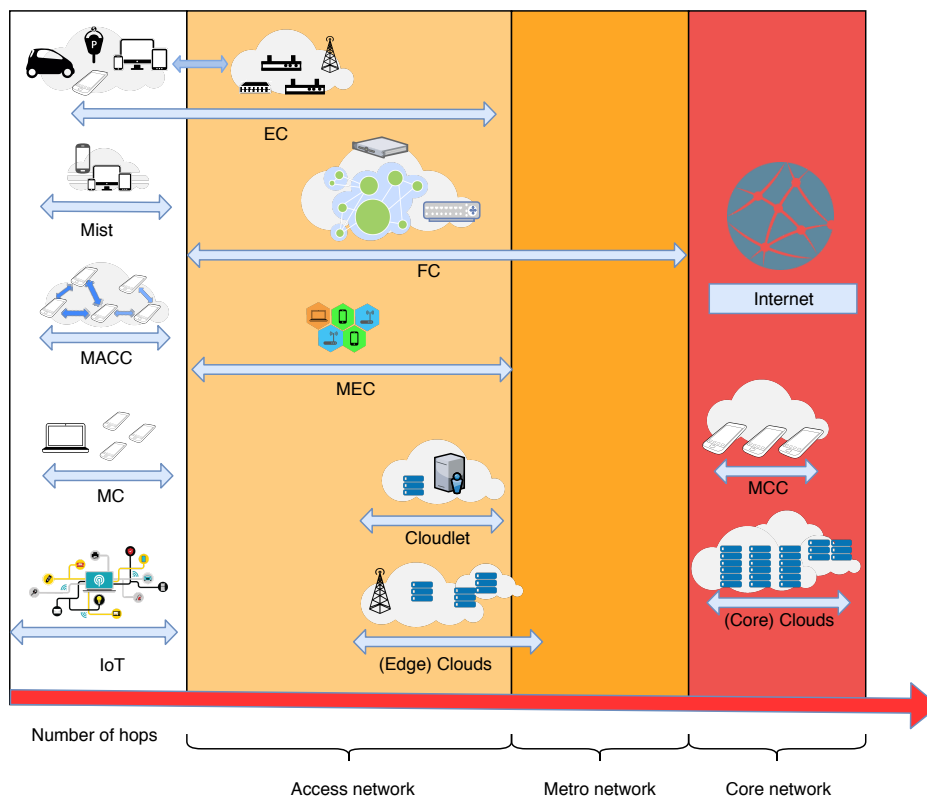 P
EC
Mist
FC
Internet
MACC
MEC
MC
MCC
Cloudlet
(Core) Clouds
IoT
(Edge) Clouds
Number of hops
Access network
Metro network
Core network